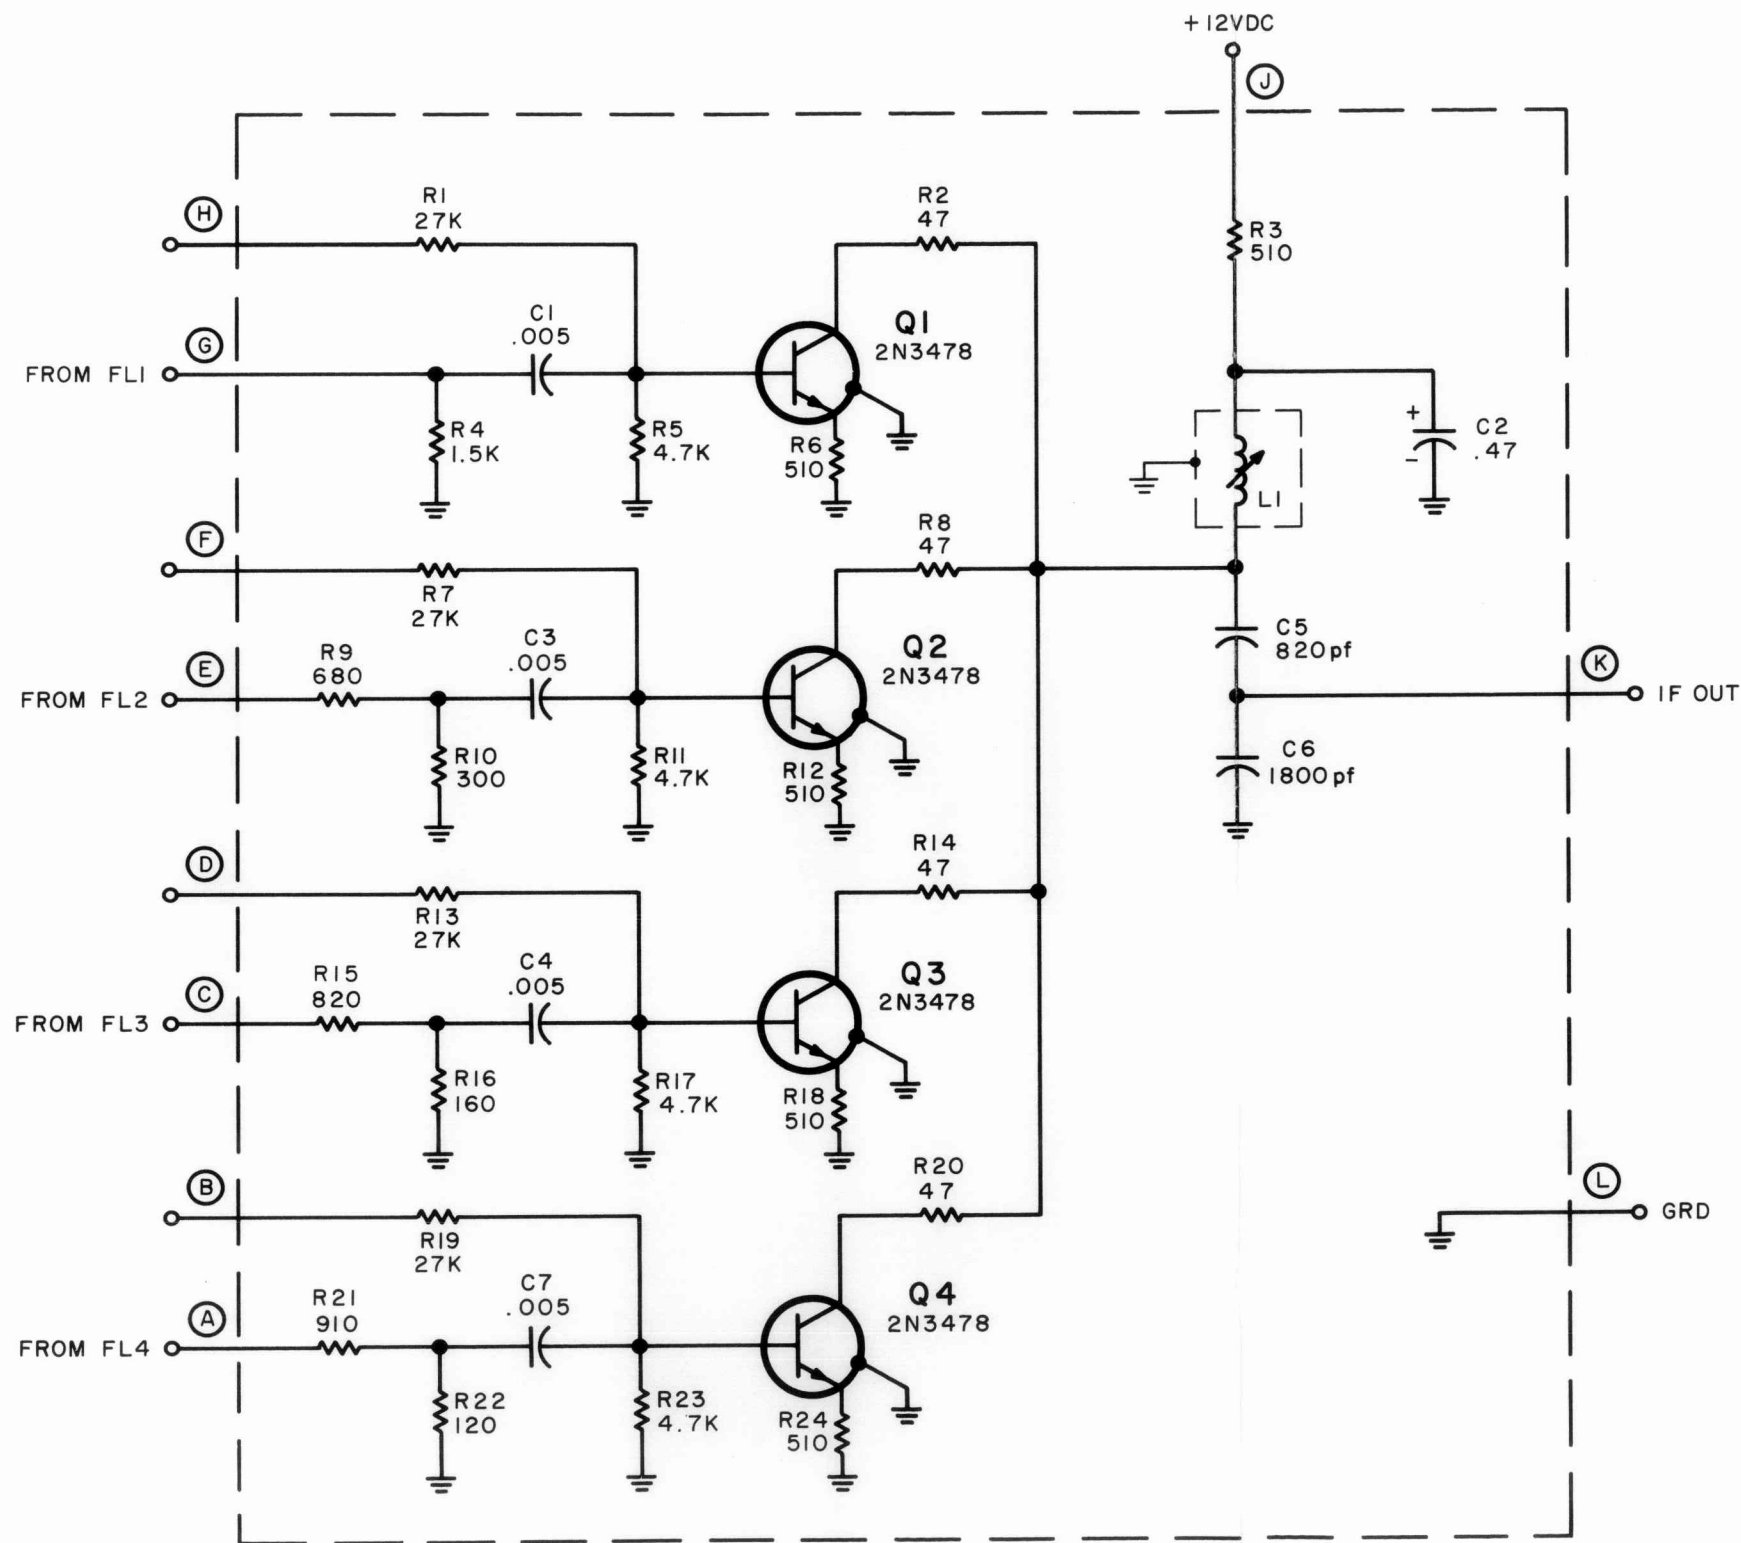 +12VDC
J
H
R1
27K
R2
47
R3
510
G
C1
.005
Q1
2N3478
FROM FL1
R4
1.5K
R5
4.7K
R6
510
+
-
C2
.47
L1
F
R7
27K
R8
47
E
R9
680
C3
.005
Q2
2N3478
C5
820pf
K
FROM FL2
IF OUT
R10
300
R11
4.7K
R12
510
C6
1800pf
D
R13
27K
R14
47
C
R15
820
C4
.005
Q3
2N3478
FROM FL3
R16
160
R17
4.7K
R18
510
B
R19
27K
R20
47
L
GRD
A
R21
910
C7
.005
Q4
2N3478
FROM FL4
R22
120
R23
4.7K
R24
510